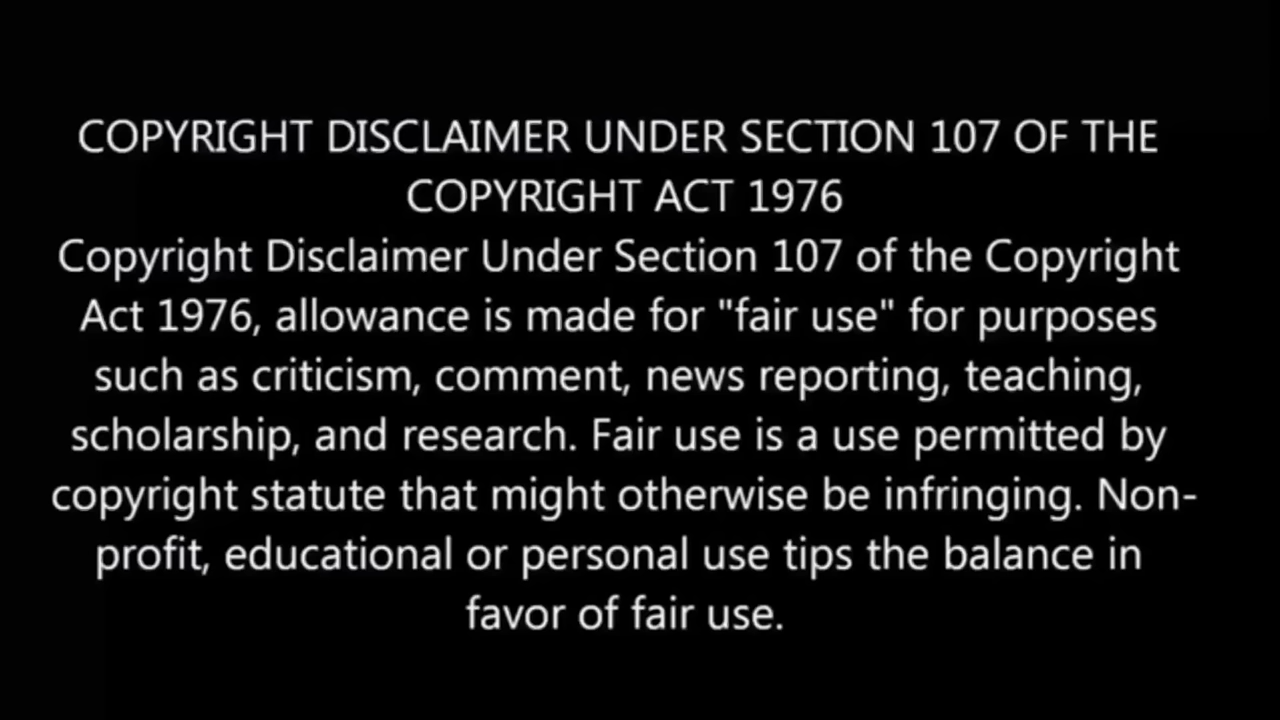 COPYRIGHT DISCLAIMER UNDER SECTION 107 OF THE
COPYRIGHT ACT 1976
Copyright Disclaimer Under Section 107 of the Copyright
Act 1976, allowance is made for "fair use" for purposes
such as criticism, comment, news reporting, teaching,
scholarship, and research. Fair use is a use permitted by
copyright statute that might otherwise be infringing. Non-
profit, educational or personal use tips the balance in
favor of fair use.